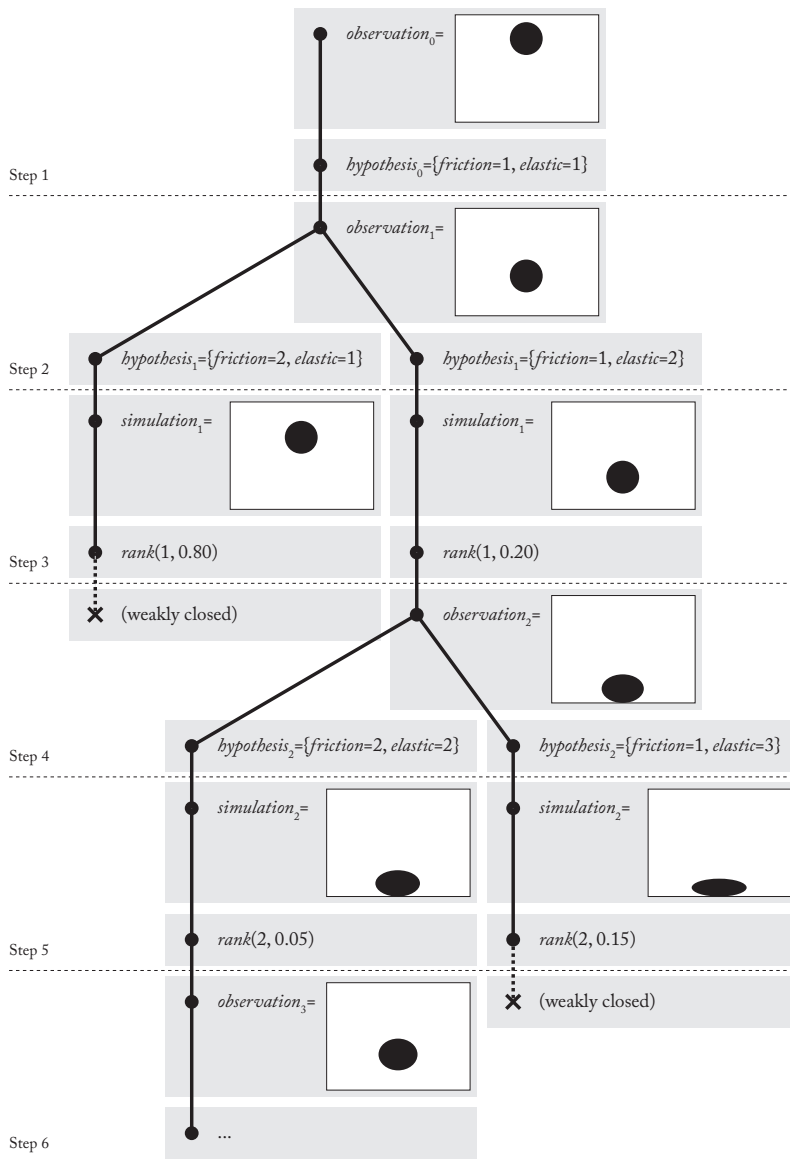 observation₀=
Step 1
hypothesis₀={friction=1, elastic=1}
observation₁=
Step 2
hypothesis₁={friction=2, elastic=1}
hypothesis₁={friction=1, elastic=2}
simulation₁=
simulation₁=
Step 3
rank(1, 0.80)
rank(1, 0.20)
(weakly closed)
observation₂=
Step 4
hypothesis₂={friction=2, elastic=2}
hypothesis₂={friction=1, elastic=3}
simulation₂=
simulation₂=
Step 5
rank(2, 0.05)
rank(2, 0.15)
observation₃=
(weakly closed)
Step 6
...